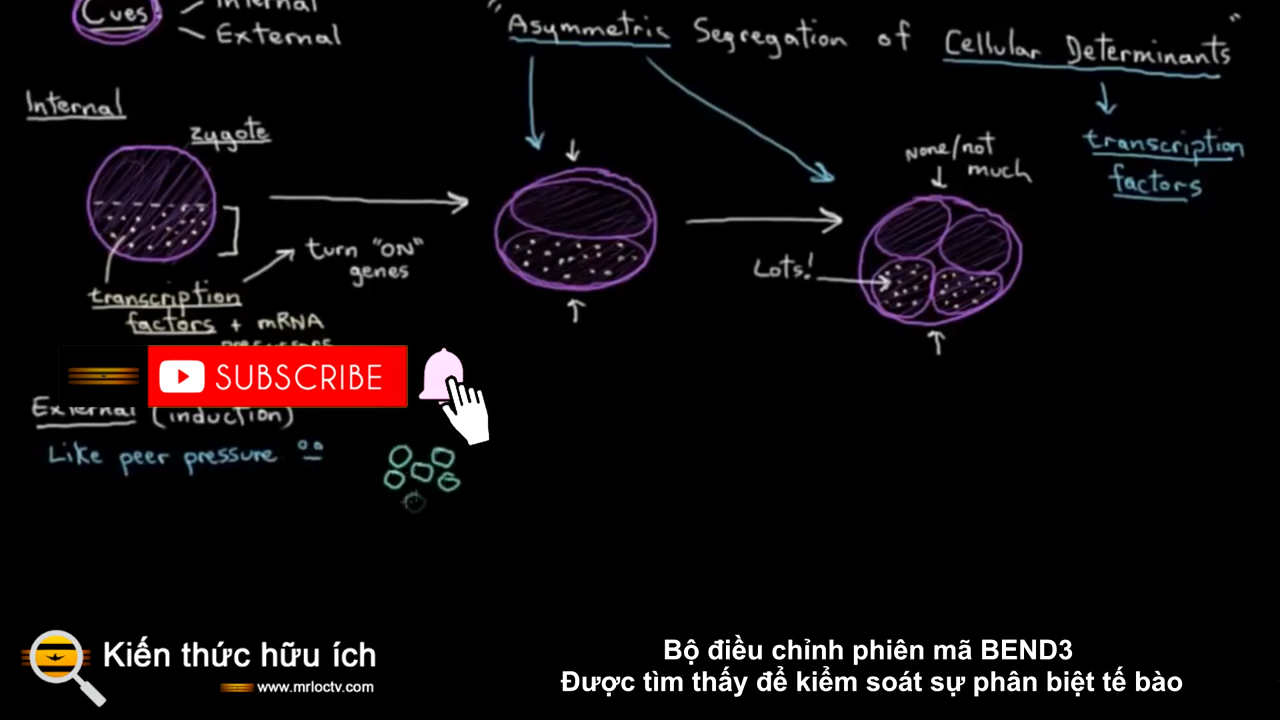 Cues
Internal
External
"Asymmetric Segregation of Cellular Determinants"
transcription
factors
Internal
zygote
None/not
much
Lots!
turn "ON"
genes
transcription
factors + mRNA
SUBSCRIBE
External (induction)
Like peer pressure
Kiến thức hữu ích
www.mrloctv.com
Bộ điều chỉnh phiên mã BEND3
Được tìm thấy để kiểm soát sự phân biệt tế bào